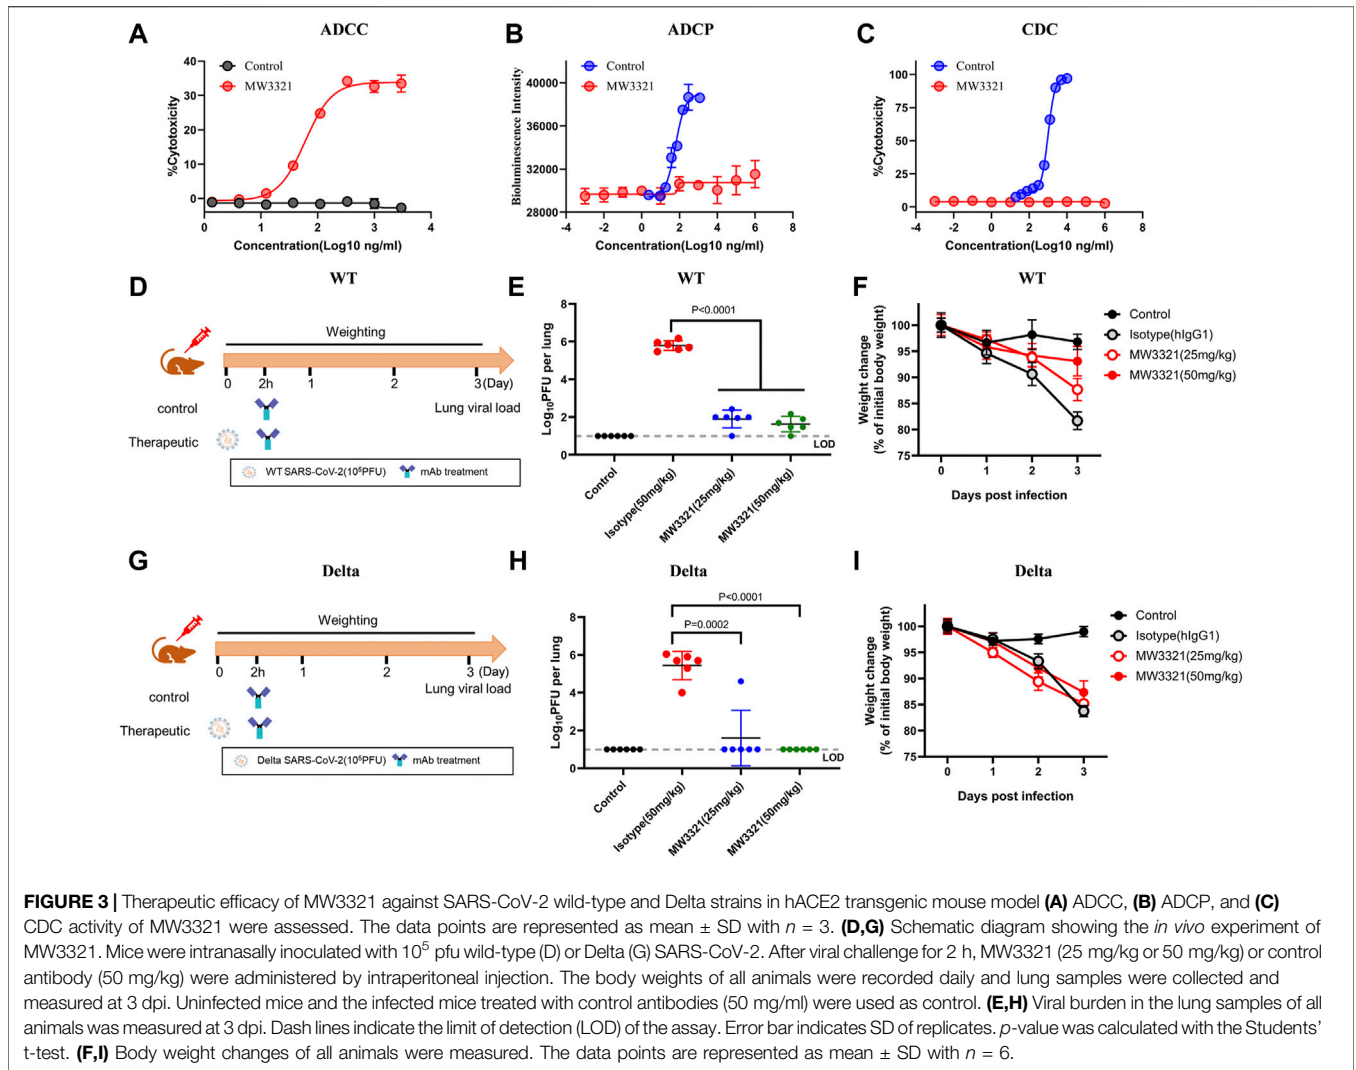 A
ADCC
Control
MW3321
%Cytotoxicity
40
30
20
10
0
0
1
2
3
4
Concentration(Log10 ng/ml)
B
ADCP
Control
MW3321
Bioluminescence Intensity
40000
36000
32000
28000
-4
-2
0
2
4
6
8
Concentration(Log10 ng/ml)
C
CDC
Control
MW3321
%Cytotoxicity
100
75
50
25
0
-4
-2
0
2
4
6
8
Concentration(Log10 ng/ml)
D
WT
Weighting
0
2h
1
2
3 (Day)
control
Lung viral load
Therapeutic
WT SARS-CoV-2(10⁵PFU)
mAb treatment
E
WT
P<0.0001
Log₁₀PFU per lung
8
6
4
2
0
LOD
Control
Isotype(50mg/kg)
MW3321(25mg/kg)
MW3321(50mg/kg)
F
WT
Weight change
(% of initial body weight)
100
95
90
85
80
75
0
1
2
3
Days post infection
Control
Isotype(hIgG1)
MW3321(25mg/kg)
MW3321(50mg/kg)
G
Delta
Weighting
0
2h
1
2
3 (Day)
control
Lung viral load
Therapeutic
Delta SARS-CoV-2(10⁵PFU)
mAb treatment
H
Delta
P<0.0001
P=0.0002
Log₁₀PFU per lung
8
6
4
2
0
LOD
Control
Isotype(50mg/kg)
MW3321(25mg/kg)
MW3321(50mg/kg)
I
Delta
Weight change
(% of initial body weight)
100
95
90
85
80
75
0
1
2
3
Days post infection
Control
Isotype(hIgG1)
MW3321(25mg/kg)
MW3321(50mg/kg)
FIGURE 3 | Therapeutic efficacy of MW3321 against SARS-CoV-2 wild-type and Delta strains in hACE2 transgenic mouse model (A) ADCC, (B) ADCP, and (C)
CDC activity of MW3321 were assessed. The data points are represented as mean ± SD with n = 3. (D,G) Schematic diagram showing the in vivo experiment of
MW3321. Mice were intranasally inoculated with 10⁵ pfu wild-type (D) or Delta (G) SARS-CoV-2. After viral challenge for 2 h, MW3321 (25 mg/kg or 50 mg/kg) or control
antibody (50 mg/kg) were administered by intraperitoneal injection. The body weights of all animals were recorded daily and lung samples were collected and
measured at 3 dpi. Uninfected mice and the infected mice treated with control antibodies (50 mg/ml) were used as control. (E,H) Viral burden in the lung samples of all
animals was measured at 3 dpi. Dash lines indicate the limit of detection (LOD) of the assay. Error bar indicates SD of replicates. p-value was calculated with the Students’
t-test. (F,I) Body weight changes of all animals were measured. The data points are represented as mean ± SD with n = 6.